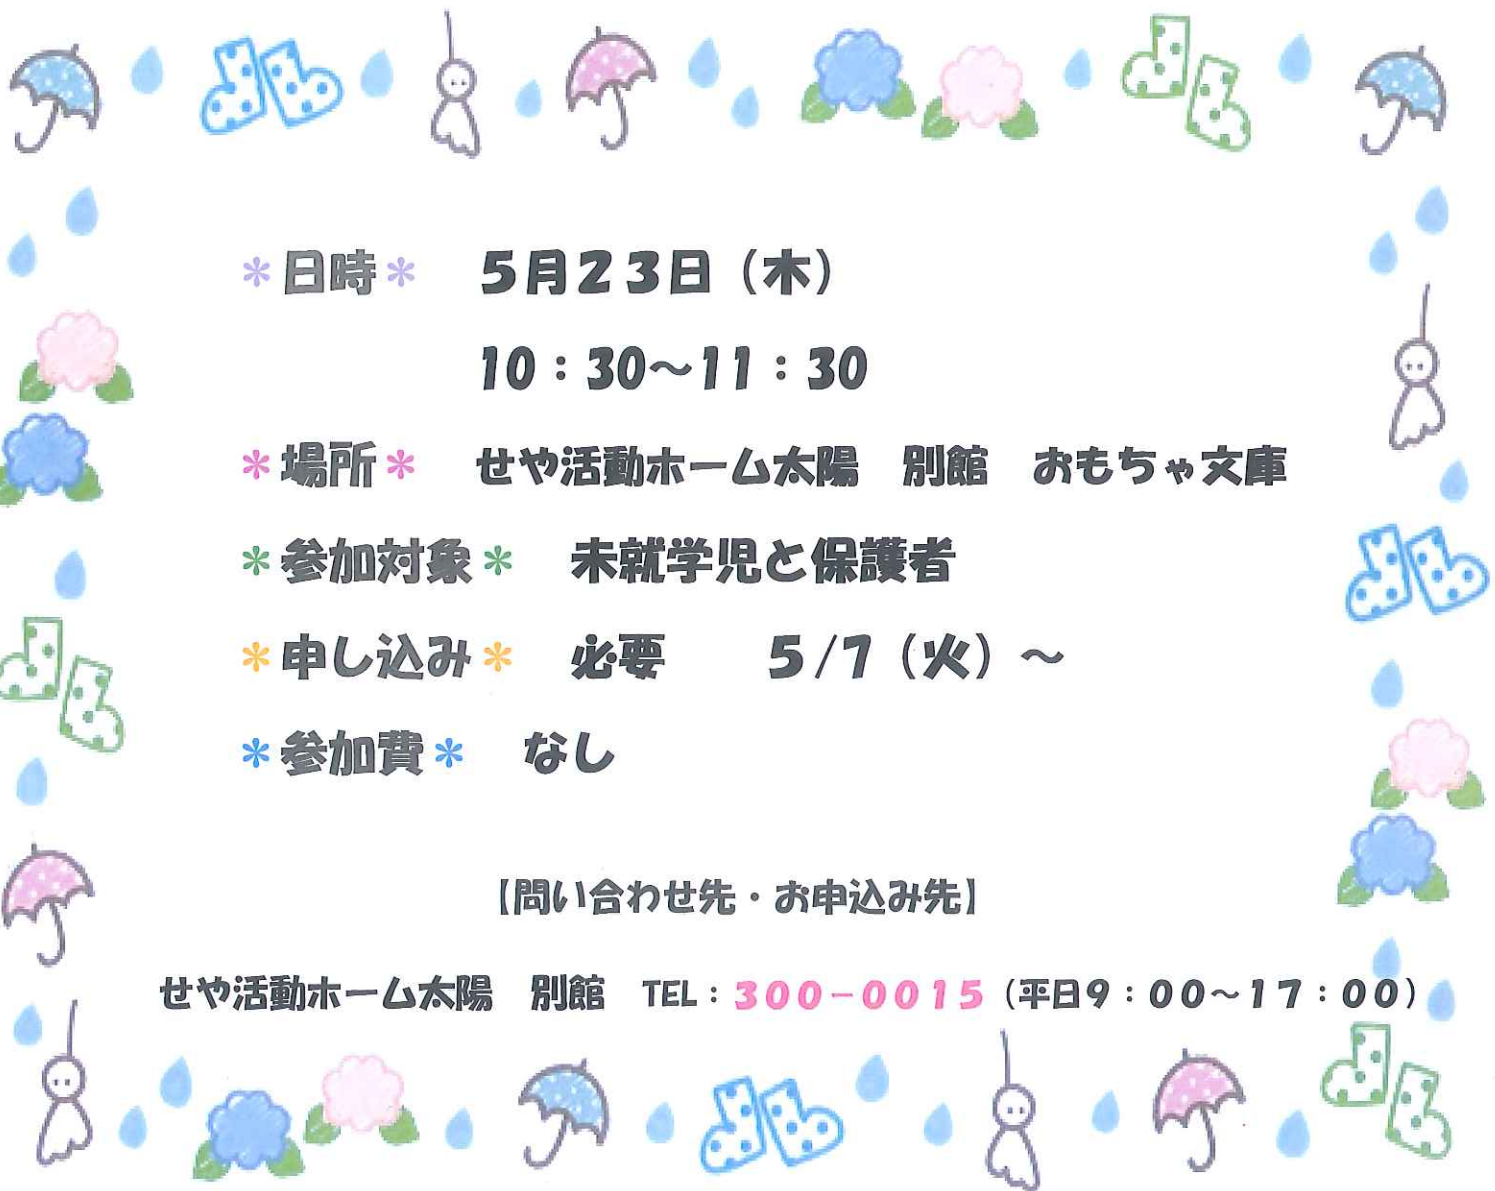 ＊日時＊　５月２３日（木）
10：30～11：30
＊場所＊　せや活動ホーム太陽　別館　おもちゃ文庫
＊参加対象＊　未就学児と保護者
＊申し込み＊　必要　　５/７（火）～
＊参加費＊　なし
【問い合わせ先・お申込み先】
せや活動ホーム太陽　別館　TEL：３００－００１５（平日９：００～１７：００）